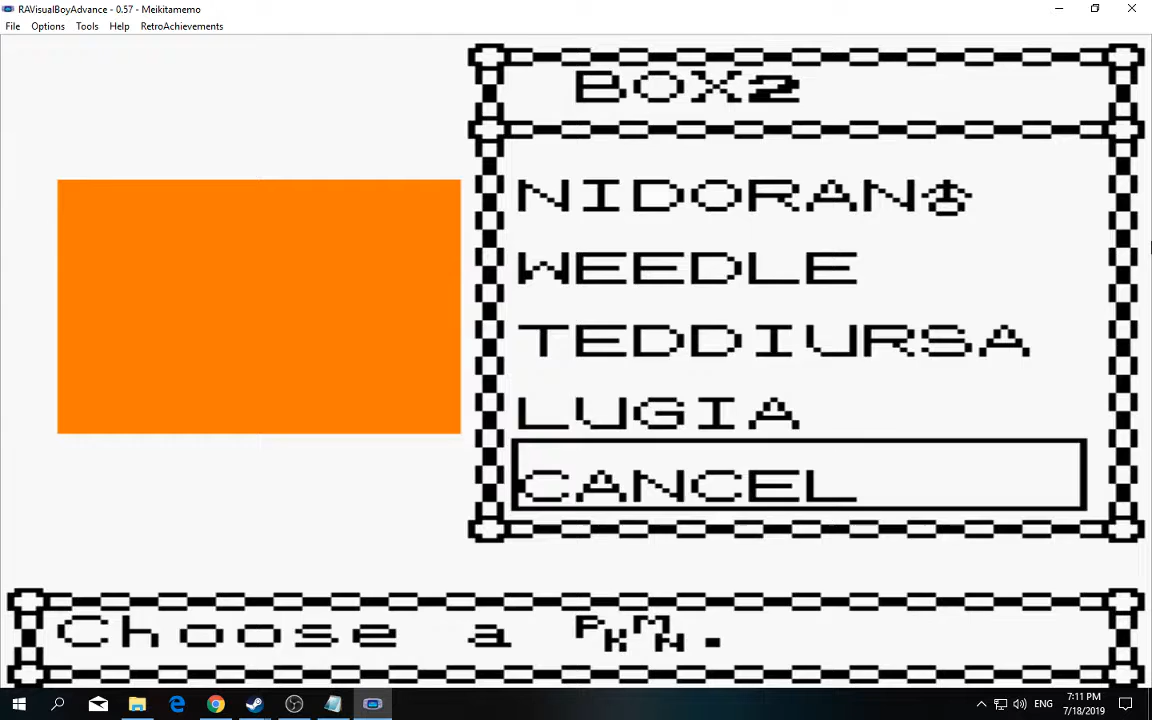 RAVisualBoyAdvance - 0.57 - Meikitamemo
File Options Tools Help RetroAchievements
BOX2
NIDORAN♂
WEEDLE
TEDDIURSA
LUGIA
CANCEL
Choose a PKMN.
ENG
7:11 PM
7/18/2019